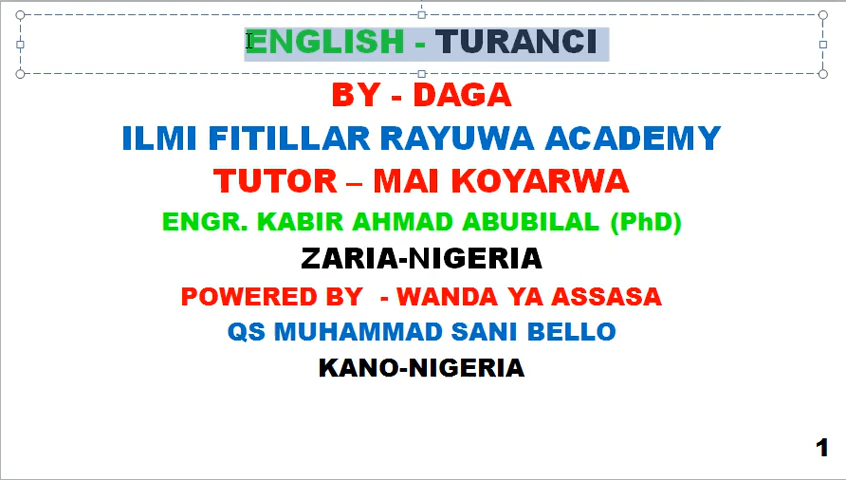 ENGLISH - TURANCI
BY - DAGA
ILMI FITILLAR RAYUWA ACADEMY
TUTOR – MAI KOYARWA
ENGR. KABIR AHMAD ABUBILAL (PhD)
ZARIA-NIGERIA
POWERED BY - WANDA YA ASSASA
QS MUHAMMAD SANI BELLO
KANO-NIGERIA
1